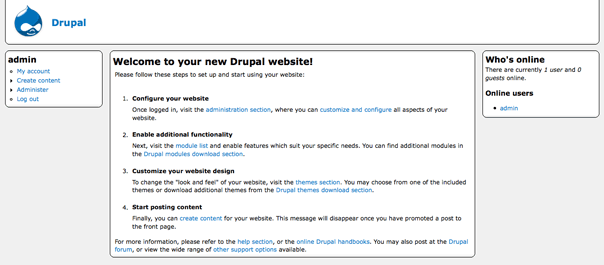 Drupal
admin
My account
Create content
Administer
Log out
Welcome to your new Drupal website!
Please follow these steps to set up and start using your website:
1. Configure your website
Once logged in, visit the administration section, where you can customize and configure all aspects of your
website.
2. Enable additional functionality
Next, visit the module list and enable features which suit your specific needs. You can find additional modules in
the Drupal modules download section.
3. Customize your website design
To change the "look and feel" of your website, visit the themes section. You may choose from one of the included
themes or download additional themes from the Drupal themes download section.
4. Start posting content
Finally, you can create content for your website. This message will disappear once you have promoted a post to
the front page.
For more information, please refer to the help section, or the online Drupal handbooks. You may also post at the Drupal
forum, or view the wide range of other support options available.
Who's online
There are currently 1 user and 0
guests online.
Online users
admin